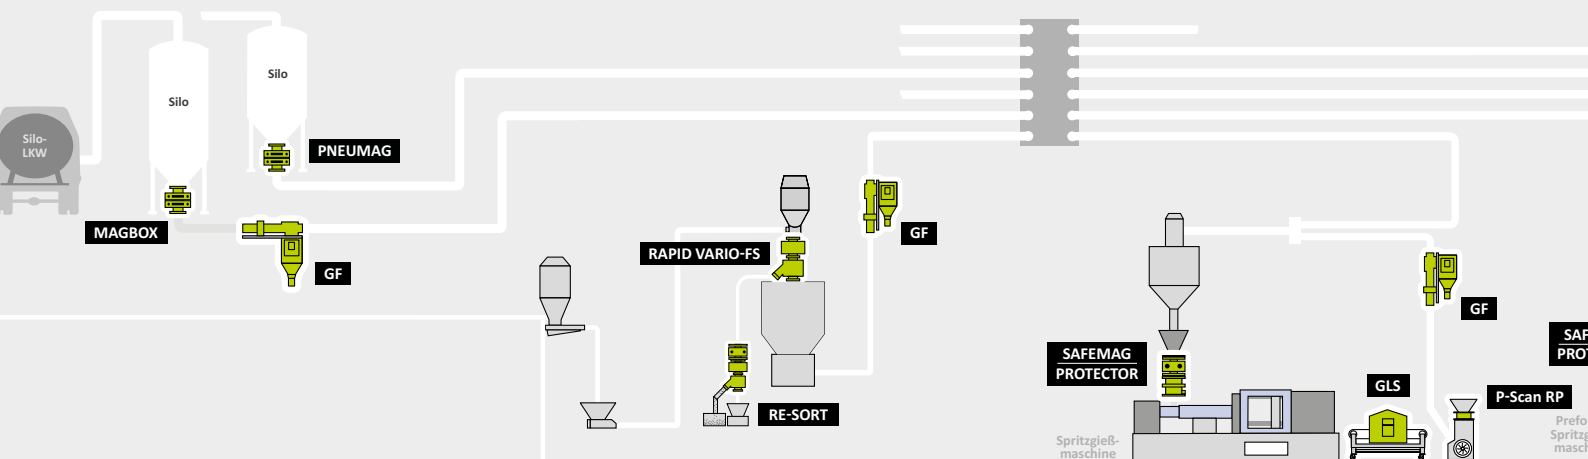 Silo
Silo
Silo-
LKW
PNEUMAG
MAGBOX
GF
RAPID VARIO-FS
GF
RE-SORT
SAFEMAG
PROTECTOR
GF
GLS
P-Scan RP
Spritzgieß-
maschine